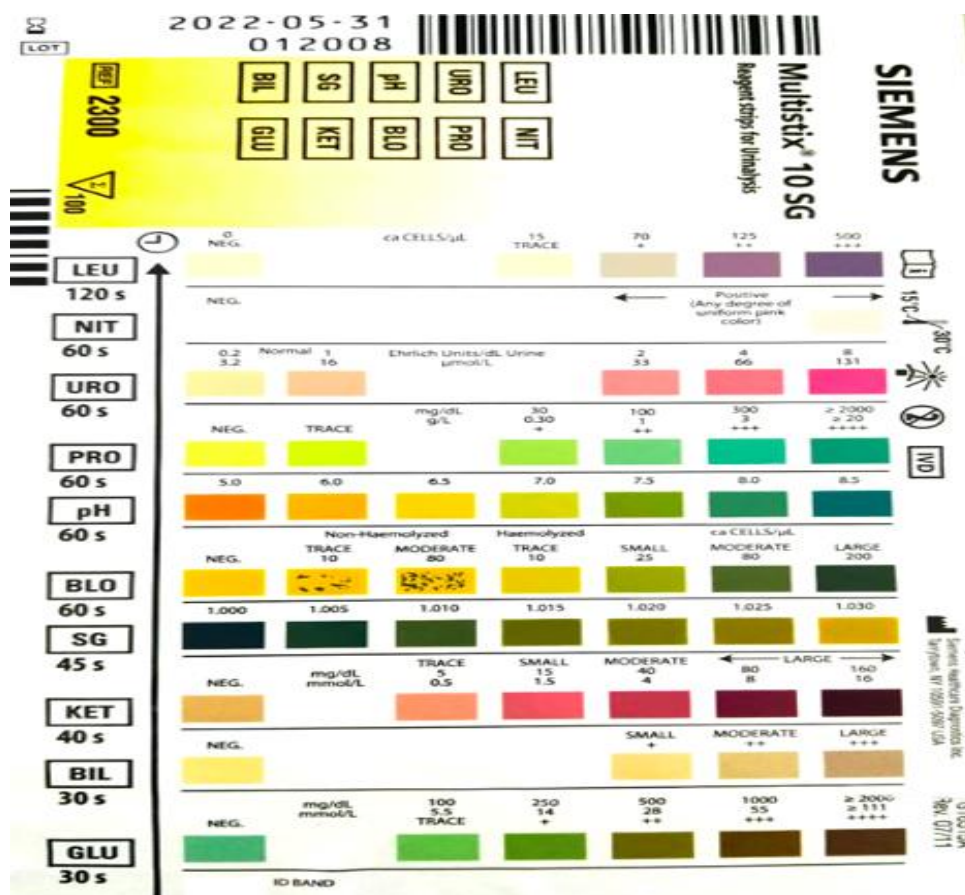 2022-05-31
LOT
012008
REF 2300
BIL SG pH URO LEU
GLU KET BLO PRO NIT
Σ
100
SIEMENS
Multistix® 10 SG
Reagent strips for Urinalysis
0 ca CELLS/µL 15 70 125 500
NEG. TRACE + ++ +++
LEU
120 s
NEG. Positive
(Any degree of
uniform pink
color)
NIT
60 s
15°C 30°C
0.2 Normal 1 Ehrlich Units/dL Urine 2 4 8
3.2 16 µmol/L 33 66 131
URO
60 s
mg/dL 30 100 300 ≥ 2000
g/L 0.30 1 3 ≥ 20
NEG. TRACE + ++ +++ ++++
PRO
60 s
IVD
5.0 6.0 6.5 7.0 7.5 8.0 8.5
pH
60 s
Non-Haemolyzed Haemolyzed ca CELLS/µL
NEG. TRACE MODERATE TRACE SMALL MODERATE LARGE
10 80 10 25 80 200
BLO
60 s
1.000 1.005 1.010 1.015 1.020 1.025 1.030
SG
45 s
TRACE SMALL MODERATE LARGE
NEG. mg/dL 5 15 40 80 160
mmol/L 0.5 1.5 4 8 16
KET
40 s
NEG. SMALL MODERATE LARGE
+ ++ +++
BIL
30 s
mg/dL 100 250 500 1000 ≥ 2000
mmol/L 5.5 14 28 55 ≥ 111
NEG. TRACE + ++ +++ ++++
GLU
30 s
ID BAND
Siemens Healthcare Diagnostics Inc.
Tarrytown, NY 10591-5097 USA
Rev. 07/11